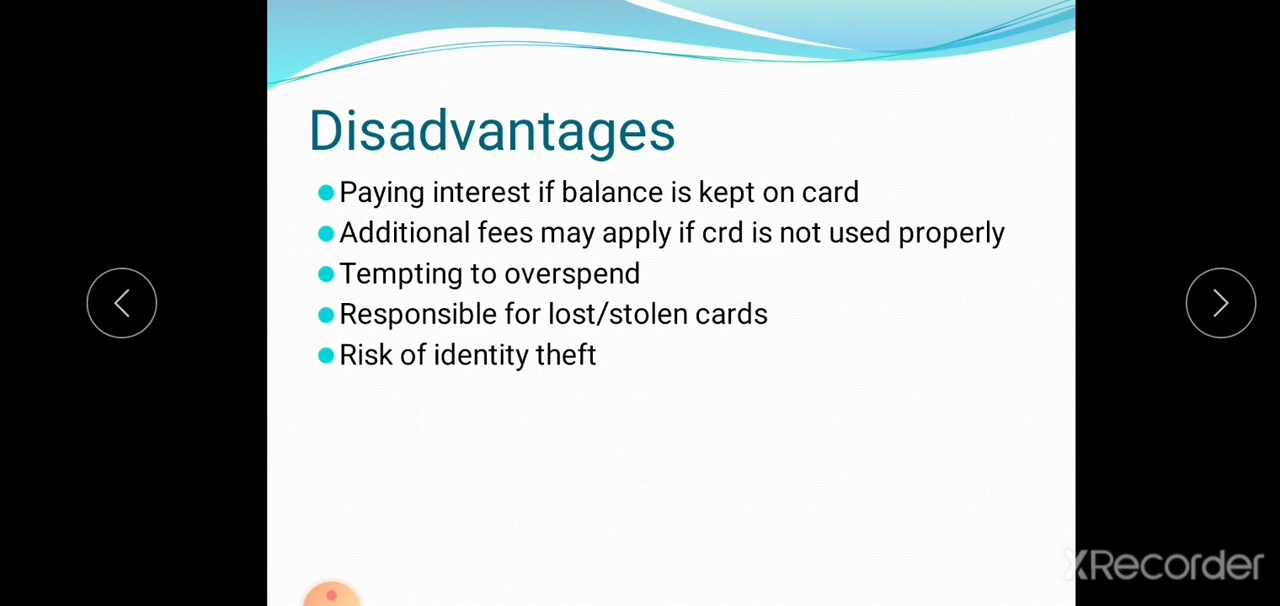 Disadvantages
Paying interest if balance is kept on card
Additional fees may apply if crd is not used properly
Tempting to overspend
Responsible for lost/stolen cards
Risk of identity theft
XRecorder